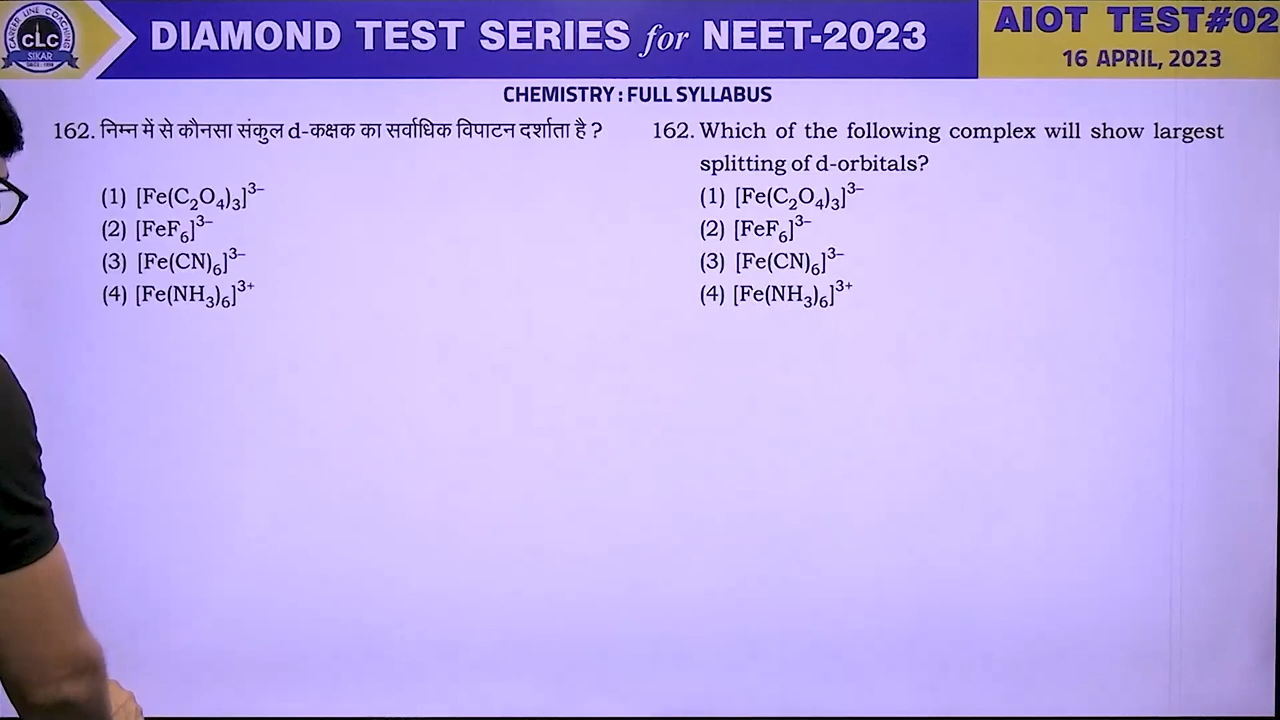 CAREER LINE COACHING
CLC
SIKAR
DIAMOND TEST SERIES for NEET-2023
AIOT TEST#02
16 APRIL, 2023
CHEMISTRY : FULL SYLLABUS
162. निम्न में से कौनसा संकुल d-कक्षक का सर्वाधिक विपाटन दर्शाता है ?
(1) [Fe(C₂O₄)₃]³⁻
(2) [FeF₆]³⁻
(3) [Fe(CN)₆]³⁻
(4) [Fe(NH₃)₆]³⁺
162. Which of the following complex will show largest
splitting of d-orbitals?
(1) [Fe(C₂O₄)₃]³⁻
(2) [FeF₆]³⁻
(3) [Fe(CN)₆]³⁻
(4) [Fe(NH₃)₆]³⁺